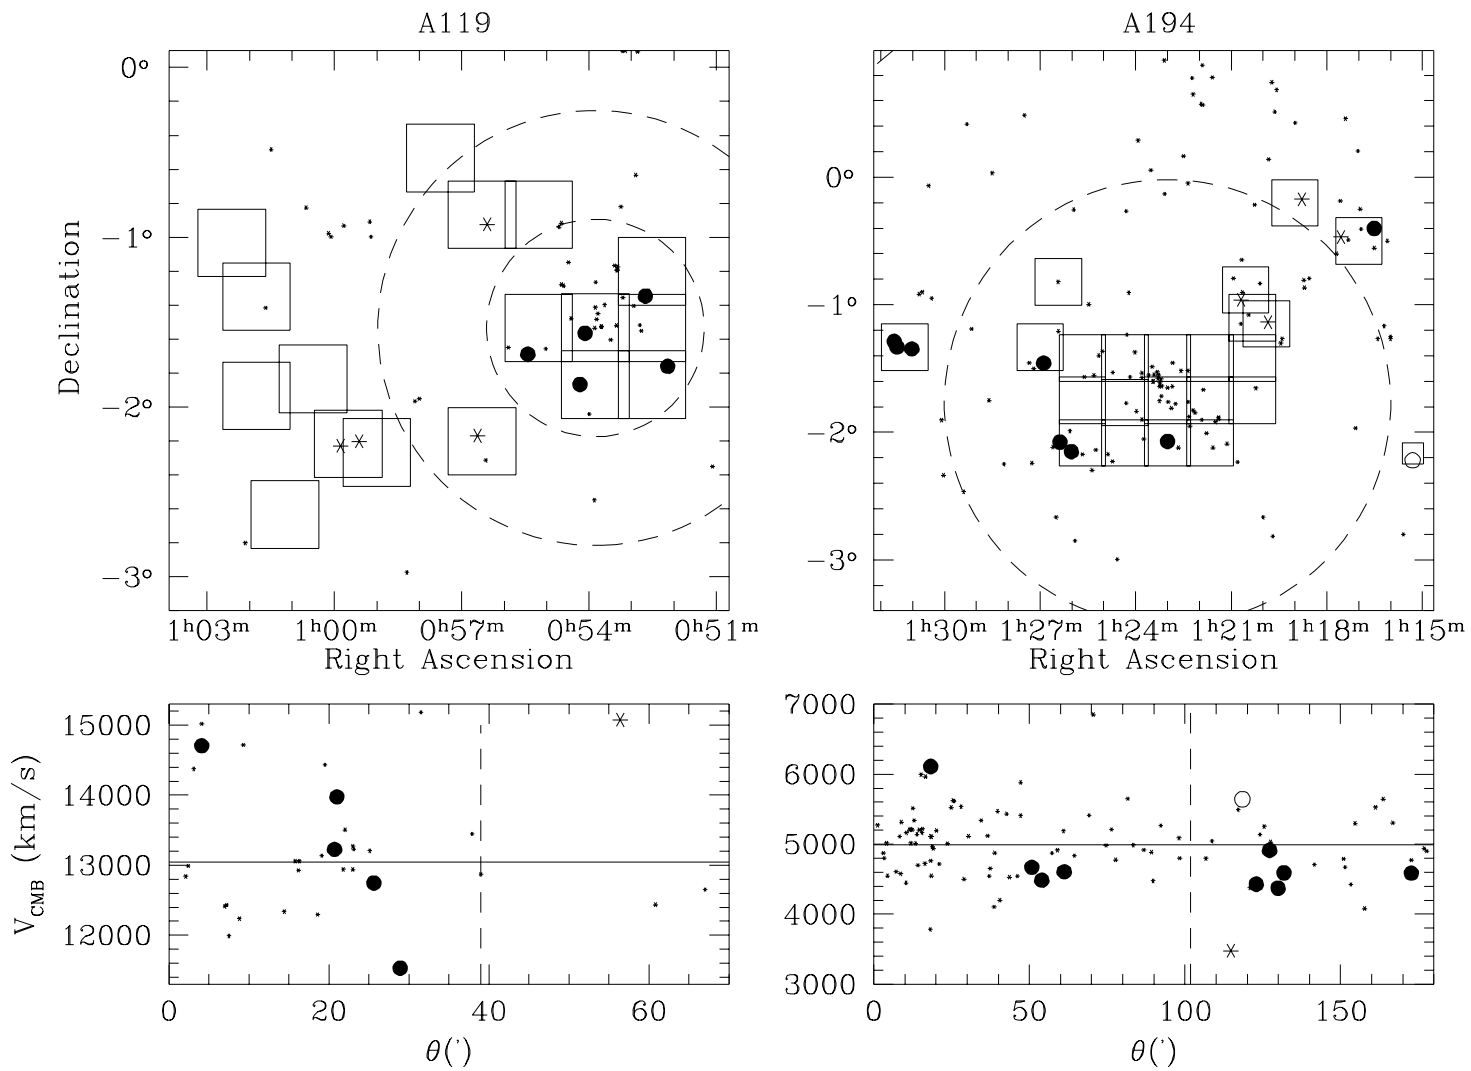 A119 A194
0° 0°
−1° −1°
−2° −2°
−3° −3°
Declination
1ʰ03ᵐ 1ʰ00ᵐ 0ʰ57ᵐ 0ʰ54ᵐ 0ʰ51ᵐ 1ʰ30ᵐ 1ʰ27ᵐ 1ʰ24ᵐ 1ʰ21ᵐ 1ʰ18ᵐ 1ʰ15ᵐ
Right Ascension Right Ascension
15000
14000
13000
12000
V_CMB (km/s)
7000
6000
5000
4000
3000
0 20 40 60 0 50 100 150
θ(') θ(')